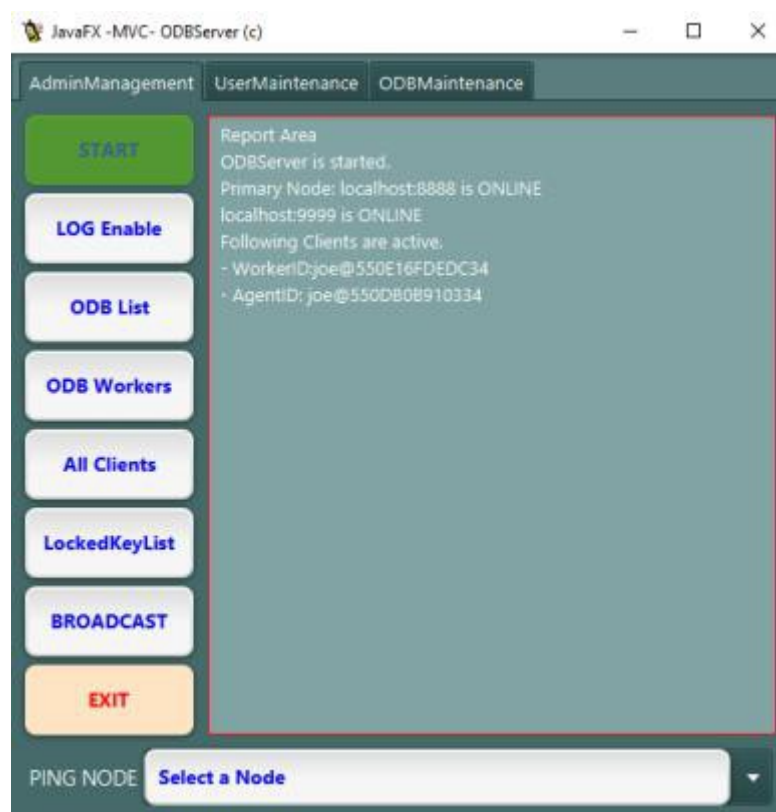 JavaFX -MVC- ODBServer (c)
AdminManagement UserMaintenance ODBMaintenance
START
LOG Enable
ODB List
ODB Workers
All Clients
LockedKeyList
BROADCAST
EXIT
Report Area
ODBServer is started.
Primary Node: localhost:8888 is ONLINE
localhost:9999 is ONLINE
Following Clients are active.
- WorkerID:joe@550E16FDEDC34
- AgentID: joe@550DB0B910334
PING NODE Select a Node